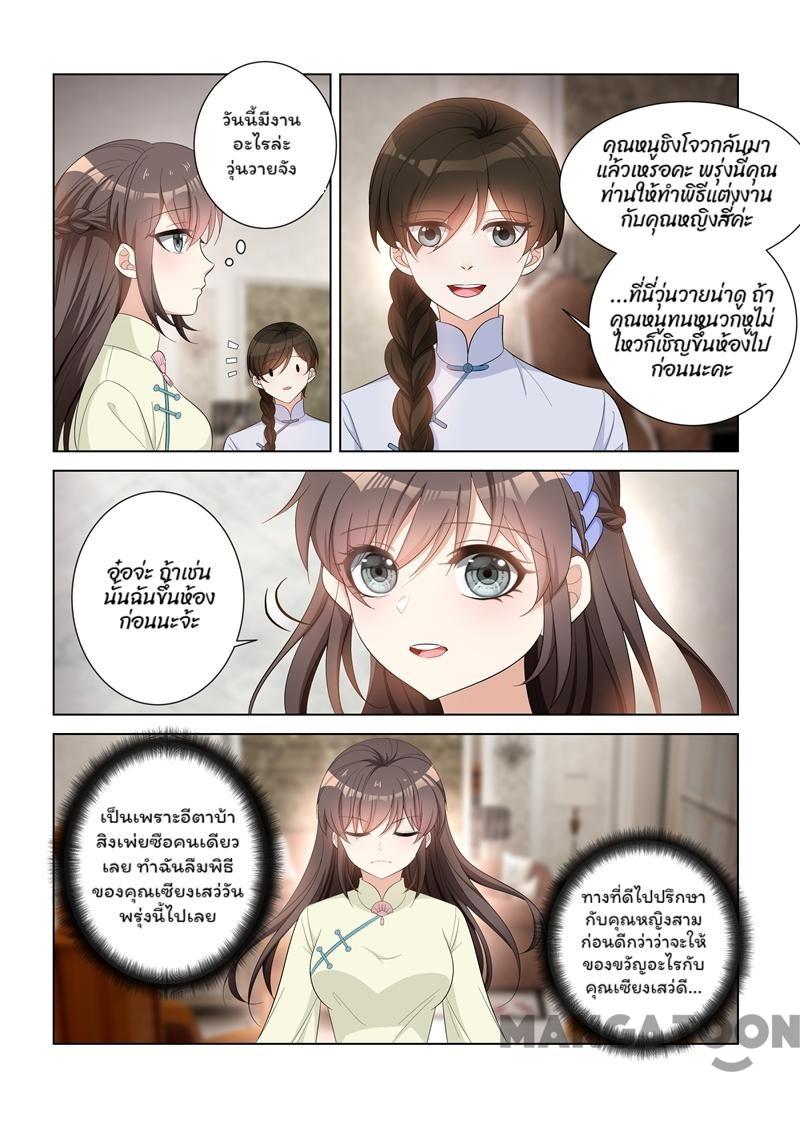 วันนี้มีงาน
อะไรล่ะ
วุ่นวายจัง
คุณหนูชิงโจวกลับมา
แล้วเหรอคะ พรุ่งนี้คุณ
ท่านให้ทำพิธีแต่งงาน
กับคุณหญิงสี่ค่ะ
...ที่นี่วุ่นวายน่าดู ถ้า
คุณหนูทนหนวกหูไม่
ไหวก็เชิญขึ้นห้องไป
ก่อนนะคะ
อ๋อจ่ะ ถ้าเช่น
นั้นฉันขึ้นห้อง
ก่อนนะจ้ะ
เป็นเพราะอีตาบ้า
สิงเพ่ยซือคนเดียว
เลย ทำฉันลืมพิธี
ของคุณเซียงเสว่วัน
พรุ่งนี้ไปเลย
ทางที่ดีไปปรึกษา
กับคุณหญิงสาม
ก่อนดีกว่าว่าจะให้
ของขวัญอะไรกับ
คุณเซียงเสว่ดี...
MANGATOON